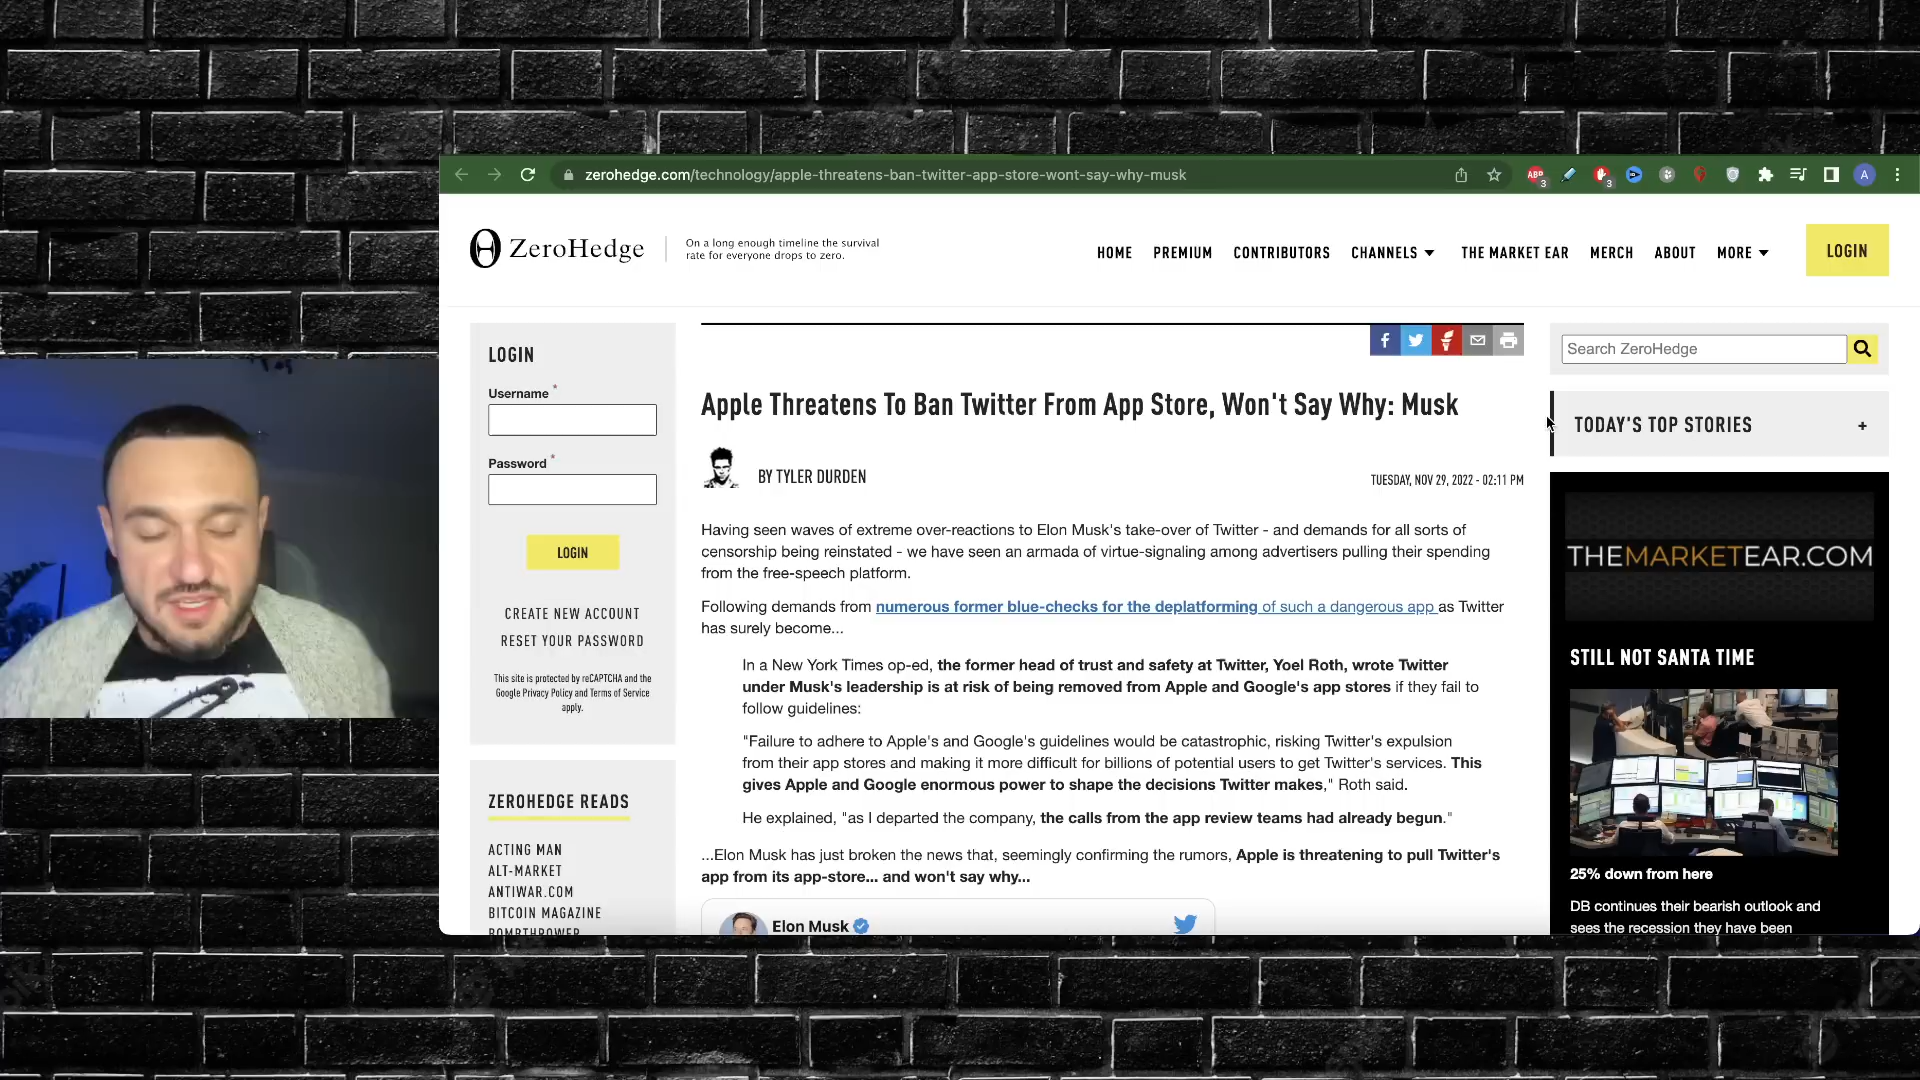 zerohedge.com/technology/apple-threatens-ban-twitter-app-store-wont-say-why-musk
ABP
3
3
A
ZeroHedge
On a long enough timeline the survival
rate for everyone drops to zero.
HOME
PREMIUM
CONTRIBUTORS
CHANNELS
THE MARKET EAR
MERCH
ABOUT
MORE
LOGIN
LOGIN
Username *
Password *
LOGIN
CREATE NEW ACCOUNT
RESET YOUR PASSWORD
This site is protected by reCAPTCHA and the
Google Privacy Policy and Terms of Service
apply.
ZEROHEDGE READS
ACTING MAN
ALT-MARKET
ANTIWAR.COM
BITCOIN MAGAZINE
BOMBTHROWER
Apple Threatens To Ban Twitter From App Store, Won't Say Why: Musk
BY TYLER DURDEN
TUESDAY, NOV 29, 2022 - 02:11 PM
Having seen waves of extreme over-reactions to Elon Musk's take-over of Twitter - and demands for all sorts of
censorship being reinstated - we have seen an armada of virtue-signaling among advertisers pulling their spending
from the free-speech platform.
Following demands from numerous former blue-checks for the deplatforming of such a dangerous app as Twitter
has surely become...
In a New York Times op-ed, the former head of trust and safety at Twitter, Yoel Roth, wrote Twitter
under Musk's leadership is at risk of being removed from Apple and Google's app stores if they fail to
follow guidelines:
"Failure to adhere to Apple's and Google's guidelines would be catastrophic, risking Twitter's expulsion
from their app stores and making it more difficult for billions of potential users to get Twitter's services. This
gives Apple and Google enormous power to shape the decisions Twitter makes," Roth said.
He explained, "as I departed the company, the calls from the app review teams had already begun."
...Elon Musk has just broken the news that, seemingly confirming the rumors, Apple is threatening to pull Twitter's
app from its app-store... and won't say why...
Elon Musk
Search ZeroHedge
TODAY'S TOP STORIES
+
THEMARKETEAR.COM
STILL NOT SANTA TIME
25% down from here
DB continues their bearish outlook and
sees the recession they have been